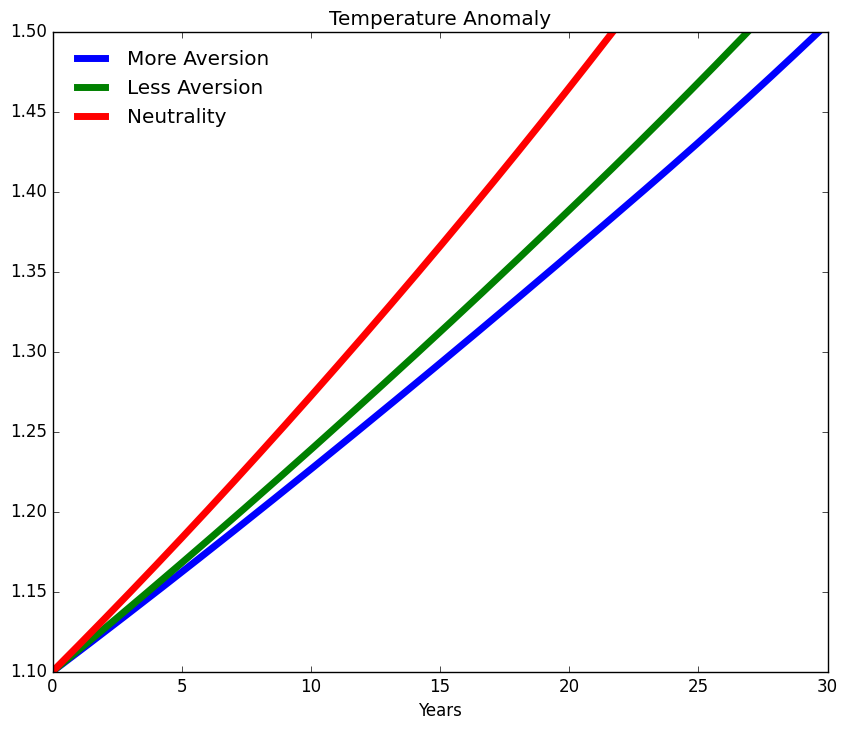 Temperature Anomaly
1.50
1.45
1.40
1.35
1.30
1.25
1.20
1.15
1.10
More Aversion
Less Aversion
Neutrality
0 5 10 15 20 25 30
Years